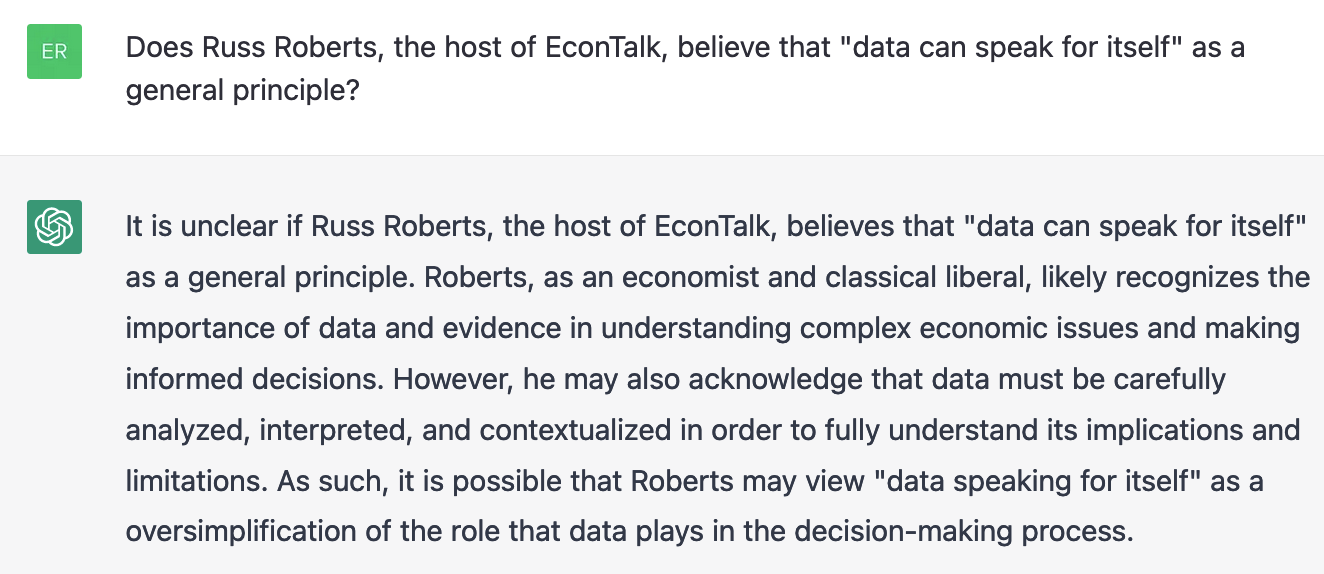 ER
Does Russ Roberts, the host of EconTalk, believe that "data can speak for itself" as a
general principle?
It is unclear if Russ Roberts, the host of EconTalk, believes that "data can speak for itself"
as a general principle. Roberts, as an economist and classical liberal, likely recognizes the
importance of data and evidence in understanding complex economic issues and making
informed decisions. However, he may also acknowledge that data must be carefully
analyzed, interpreted, and contextualized in order to fully understand its implications and
limitations. As such, it is possible that Roberts may view "data speaking for itself" as a
oversimplification of the role that data plays in the decision-making process.